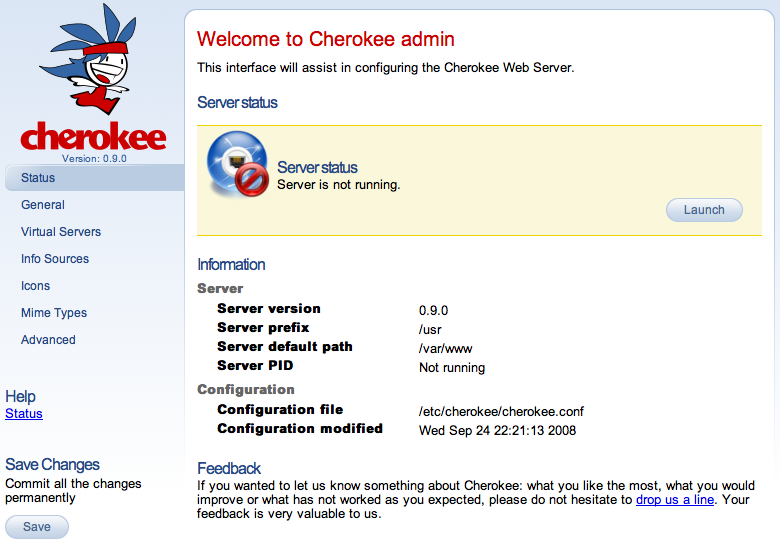 cherokee
Version: 0.9.0
Status
General
Virtual Servers
Info Sources
Icons
Mime Types
Advanced
Help
Status
Save Changes
Commit all the changes
permanently
Save
Welcome to Cherokee admin
This interface will assist in configuring the Cherokee Web Server.
Server status
Server status
Server is not running.
Launch
Information
Server
Server version 0.9.0
Server prefix /usr
Server default path /var/www
Server PID Not running
Configuration
Configuration file /etc/cherokee/cherokee.conf
Configuration modified Wed Sep 24 22:21:13 2008
Feedback
If you wanted to let us know something about Cherokee: what you like the most, what you would
improve or what has not worked as you expected, please do not hesitate to drop us a line. Your
feedback is very valuable to us.